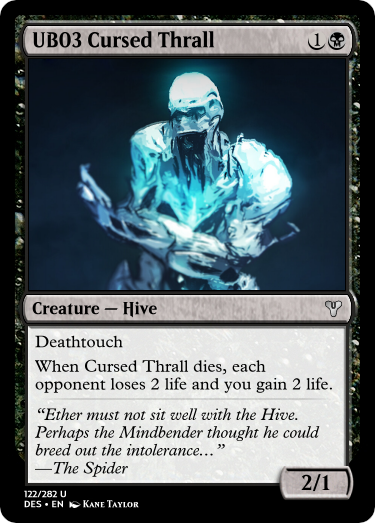 UB03 Cursed Thrall 1
Creature — Hive
Deathtouch
When Cursed Thrall dies, each
opponent loses 2 life and you gain 2 life.
“Ether must not sit well with the Hive.
Perhaps the Mindbender thought he could
breed out the intolerance…”
—The Spider
2/1
122/282 U
DES • EN Kane Taylor